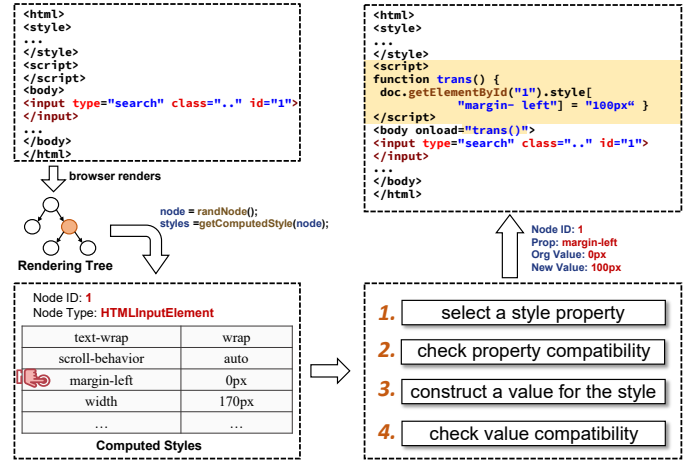 <html>
<style>
...
</style>
<script>
</script>
<body>
<input type="search" class=".." id="1">
</input>
...
</body>
</html>
browser renders
node = randNode();
styles =getComputedStyle(node);
Rendering Tree
Node ID: 1
Node Type: HTMLInputElement
text-wrap wrap
scroll-behavior auto
margin-left 0px
width 170px
... ...
Computed Styles
<html>
<style>
...
</style>
<script>
function trans() {
doc.getElementById("1").style[
"margin- left"] = "100px“ }
</script>
<body onload="trans()">
<input type="search" class=".." id="1">
</input>
...
</body>
</html>
Node ID: 1
Prop: margin-left
Org Value: 0px
New Value: 100px
1. select a style property
2. check property compatibility
3. construct a value for the style
4. check value compatibility